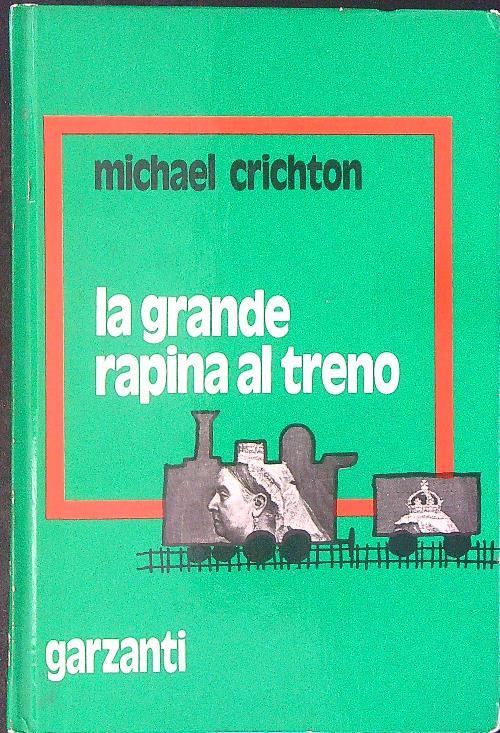 michael crichton
la grande
rapina al treno
garzanti